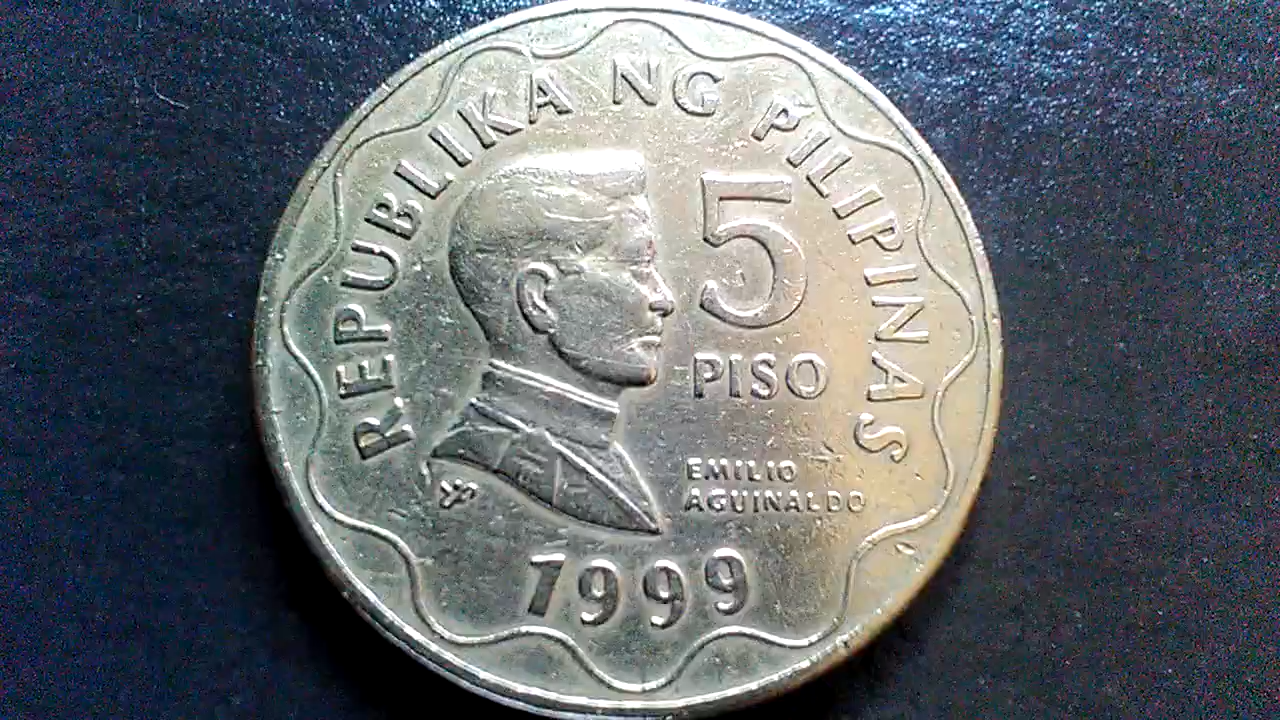 REPUBLIKA NG PILIPINAS
5
PISO
EMILIO
AGUINALDO
1999